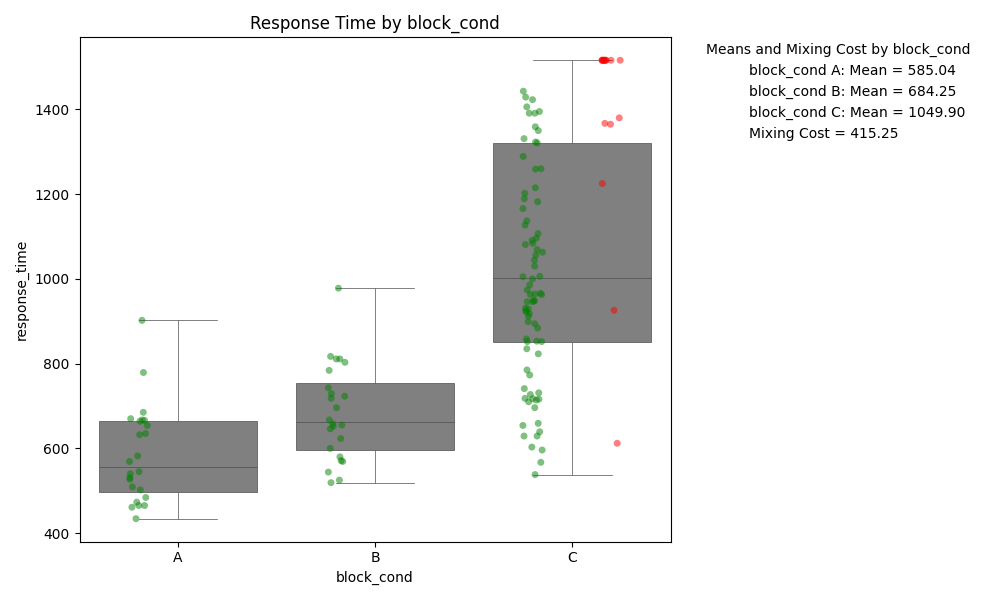 Response Time by block_cond
Means and Mixing Cost by block_cond
block_cond A: Mean = 585.04
block_cond B: Mean = 684.25
block_cond C: Mean = 1049.90
Mixing Cost = 415.25
response_time
1400
1200
1000
800
600
400
A
B
C
block_cond